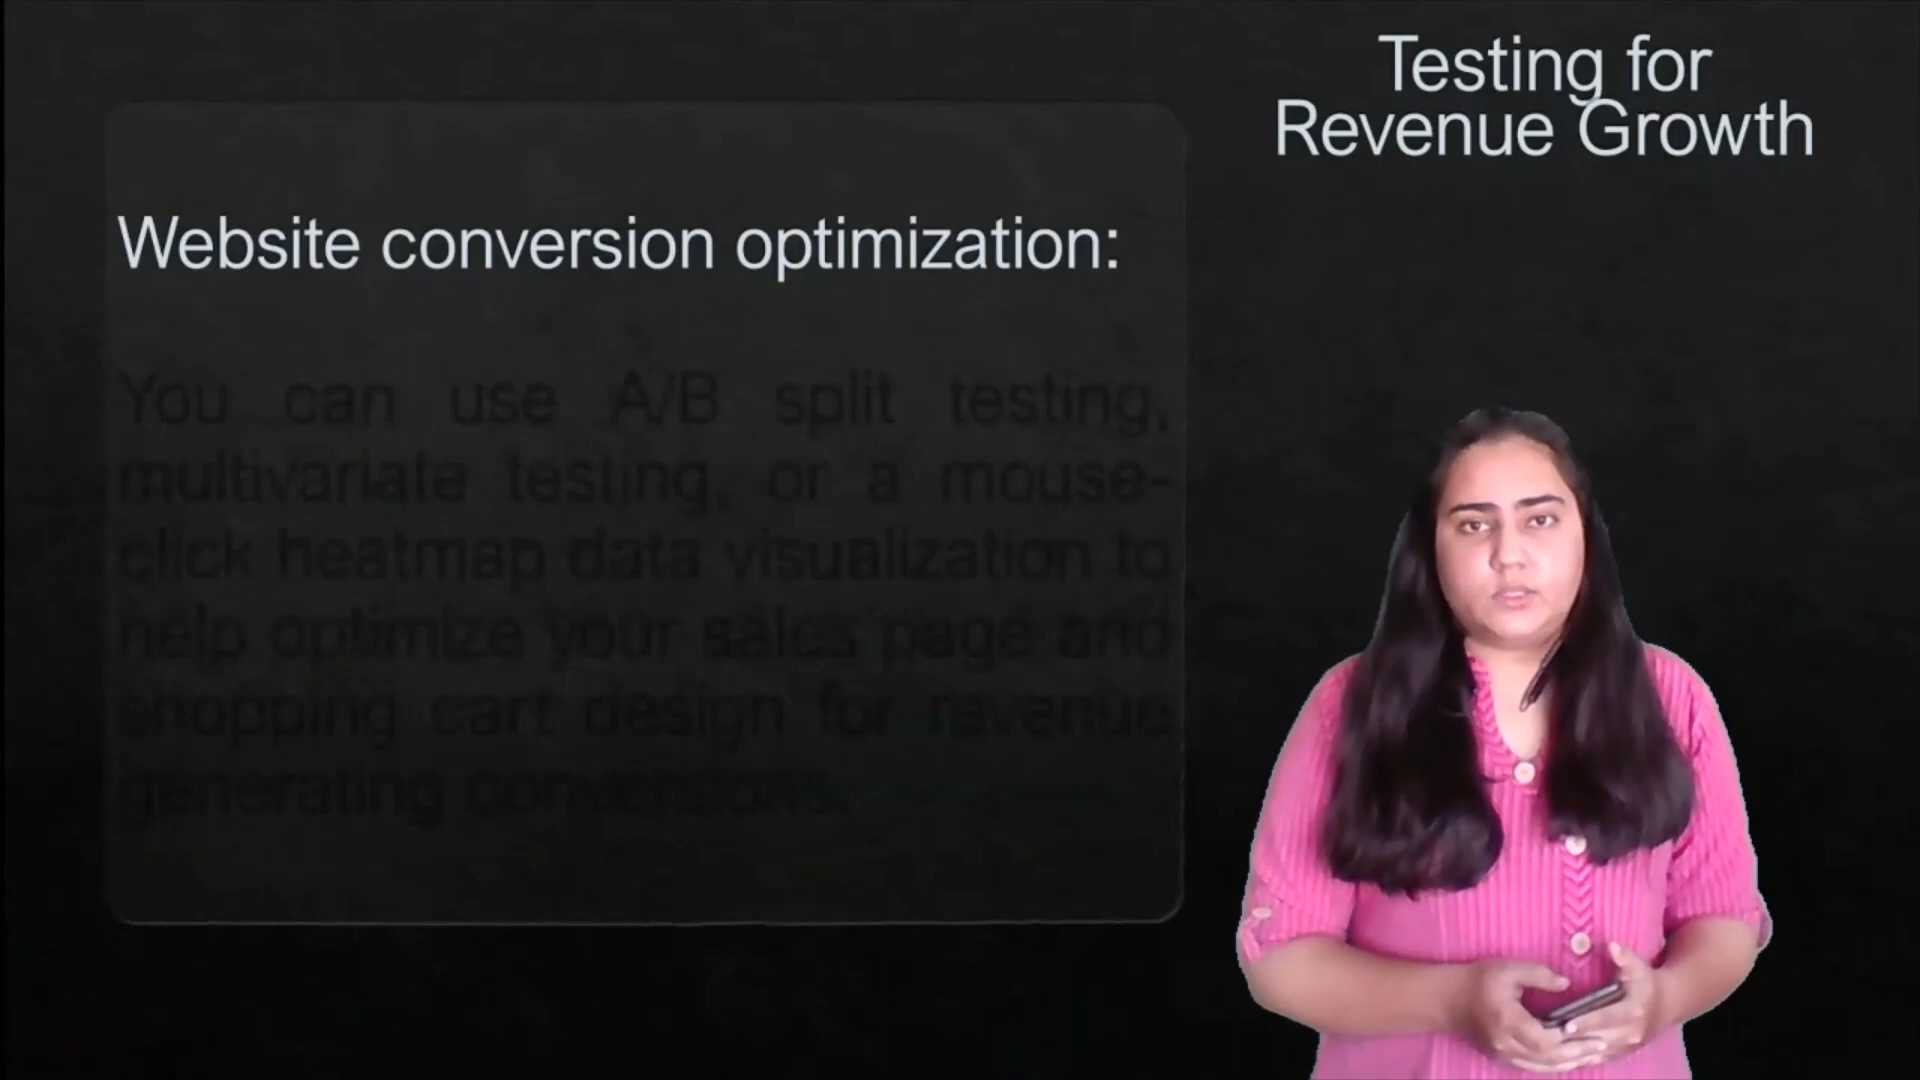 Testing for
Revenue Growth
Website conversion optimization:
You can use A/B split testing,
multivariate testing, or a mouse-
click heatmap data visualization to
help optimize your sales page and
shopping cart design for revenue
generating conversions.